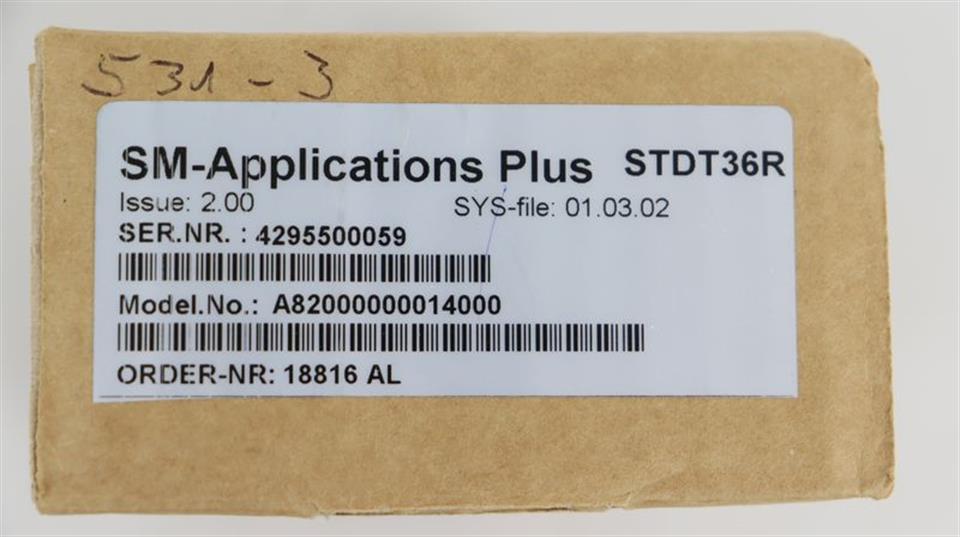 531-3
SM-Applications Plus STDT36R
Issue: 2.00 SYS-file: 01.03.02
SER.NR. : 4295500059
Model.No.: A82000000014000
ORDER-NR: 18816 AL